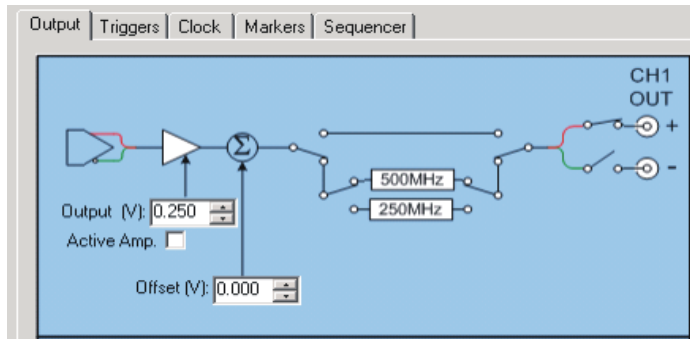 Output Triggers Clock Markers Sequencer
CH1
OUT
Σ
+
500MHz
-
250MHz
Output (V): 0.250
Active Amp.
Offset (V): 0.000